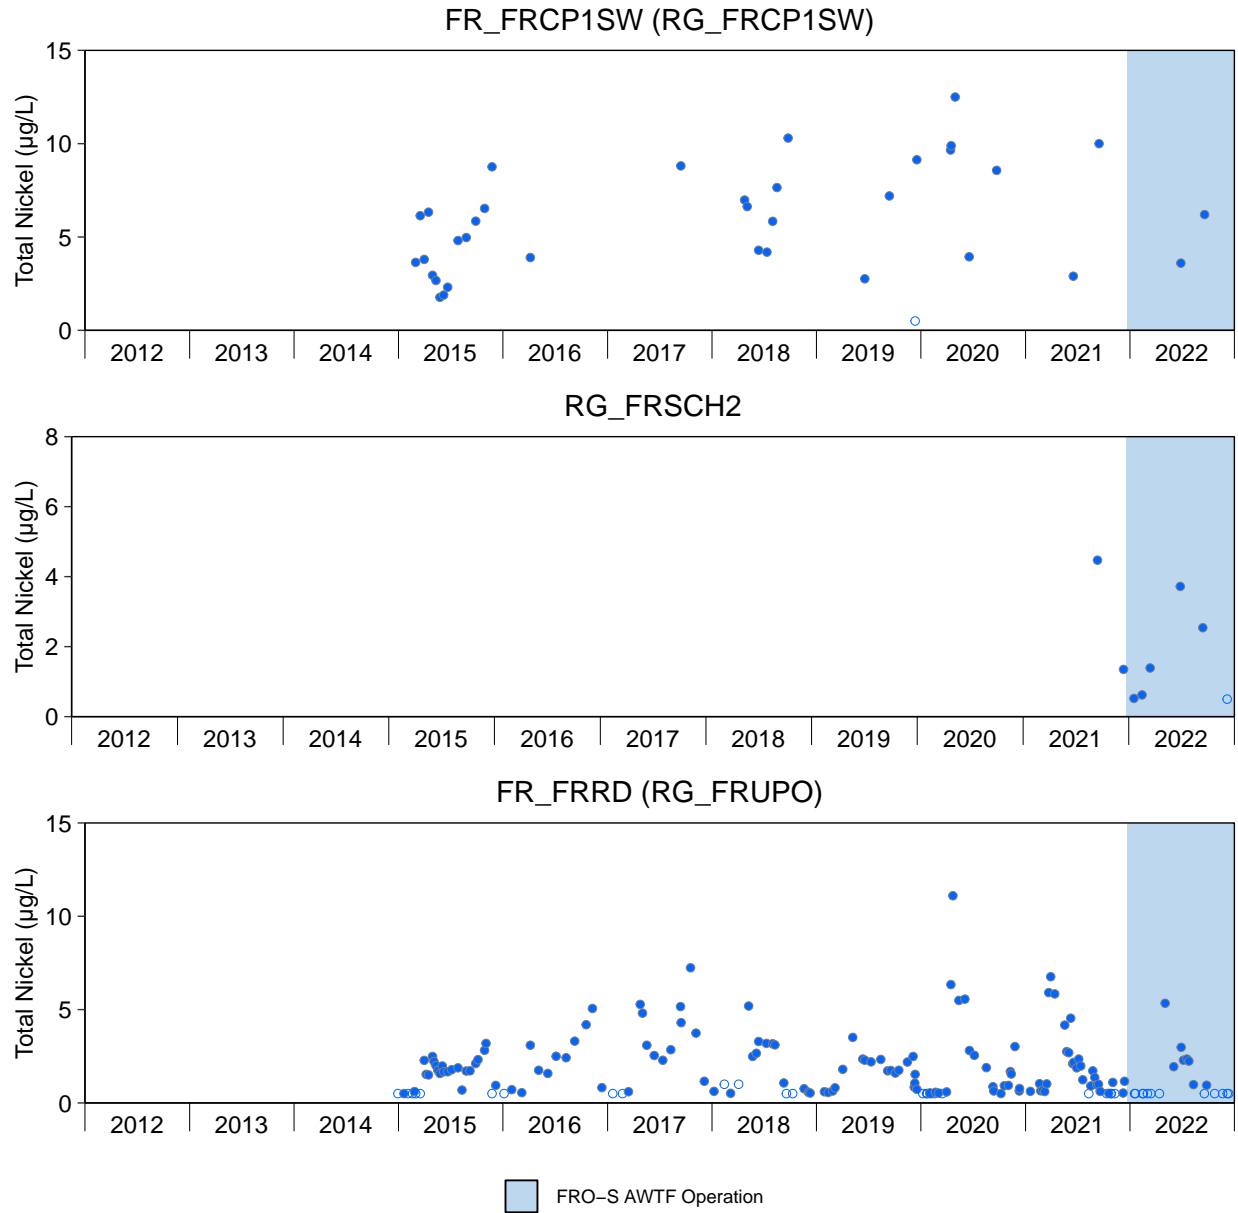 FR_FRCP1SW (RG_FRCP1SW)
15
10
5
0
Total Nickel (µg/L)
2012 2013 2014 2015 2016 2017 2018 2019 2020 2021 2022
RG_FRSCH2
8
6
4
2
0
Total Nickel (µg/L)
2012 2013 2014 2015 2016 2017 2018 2019 2020 2021 2022
FR_FRRD (RG_FRUPO)
15
10
5
0
Total Nickel (µg/L)
2012 2013 2014 2015 2016 2017 2018 2019 2020 2021 2022
FRO−S AWTF Operation